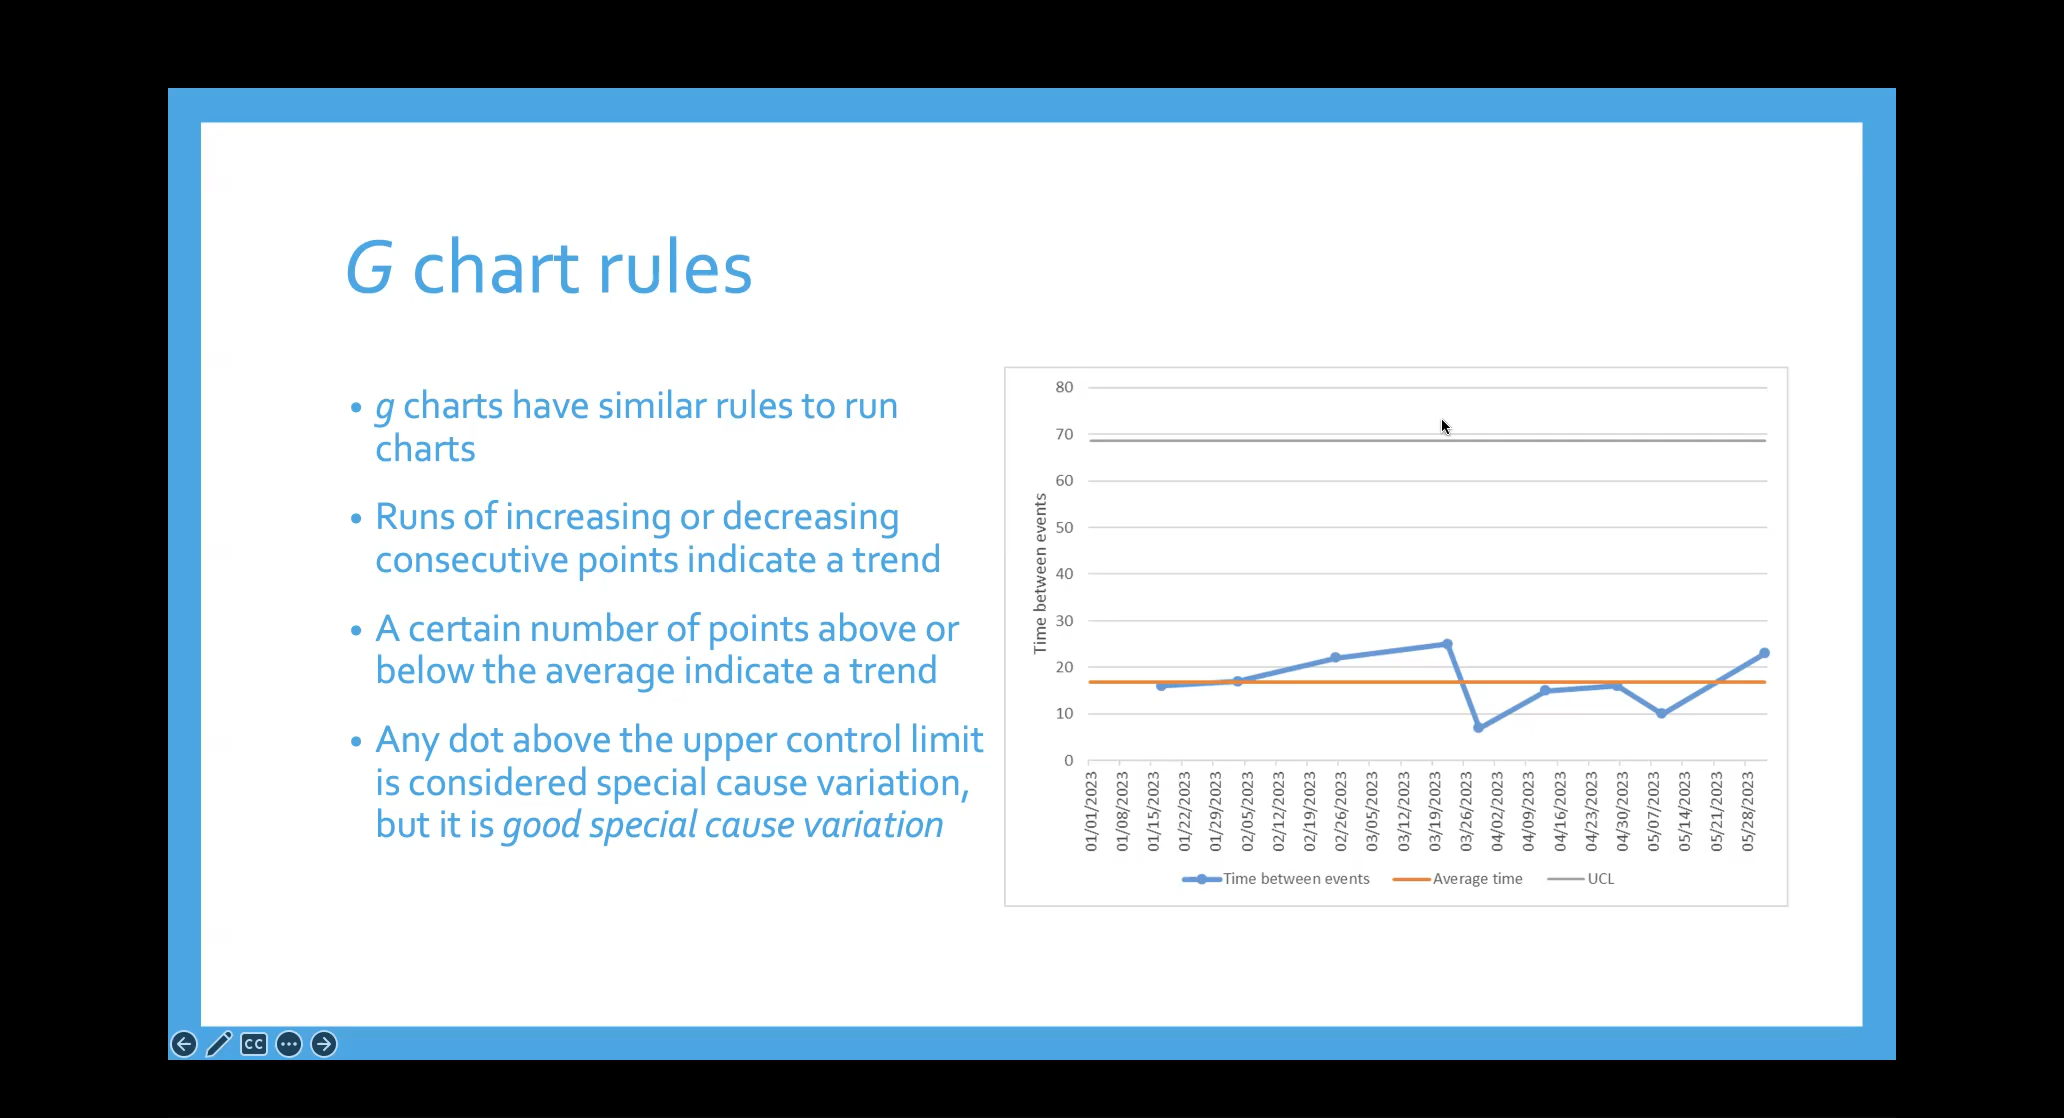 G chart rules
• g charts have similar rules to run
charts
• Runs of increasing or decreasing
consecutive points indicate a trend
• A certain number of points above or
below the average indicate a trend
• Any dot above the upper control limit
is considered special cause variation,
but it is good special cause variation
80
70
60
50
40
30
20
10
0
Time between events
01/01/2023
01/08/2023
01/15/2023
01/22/2023
01/29/2023
02/05/2023
02/12/2023
02/19/2023
02/26/2023
03/05/2023
03/12/2023
03/19/2023
03/26/2023
04/02/2023
04/09/2023
04/16/2023
04/23/2023
04/30/2023
05/07/2023
05/14/2023
05/21/2023
05/28/2023
Time between events Average time UCL
CC